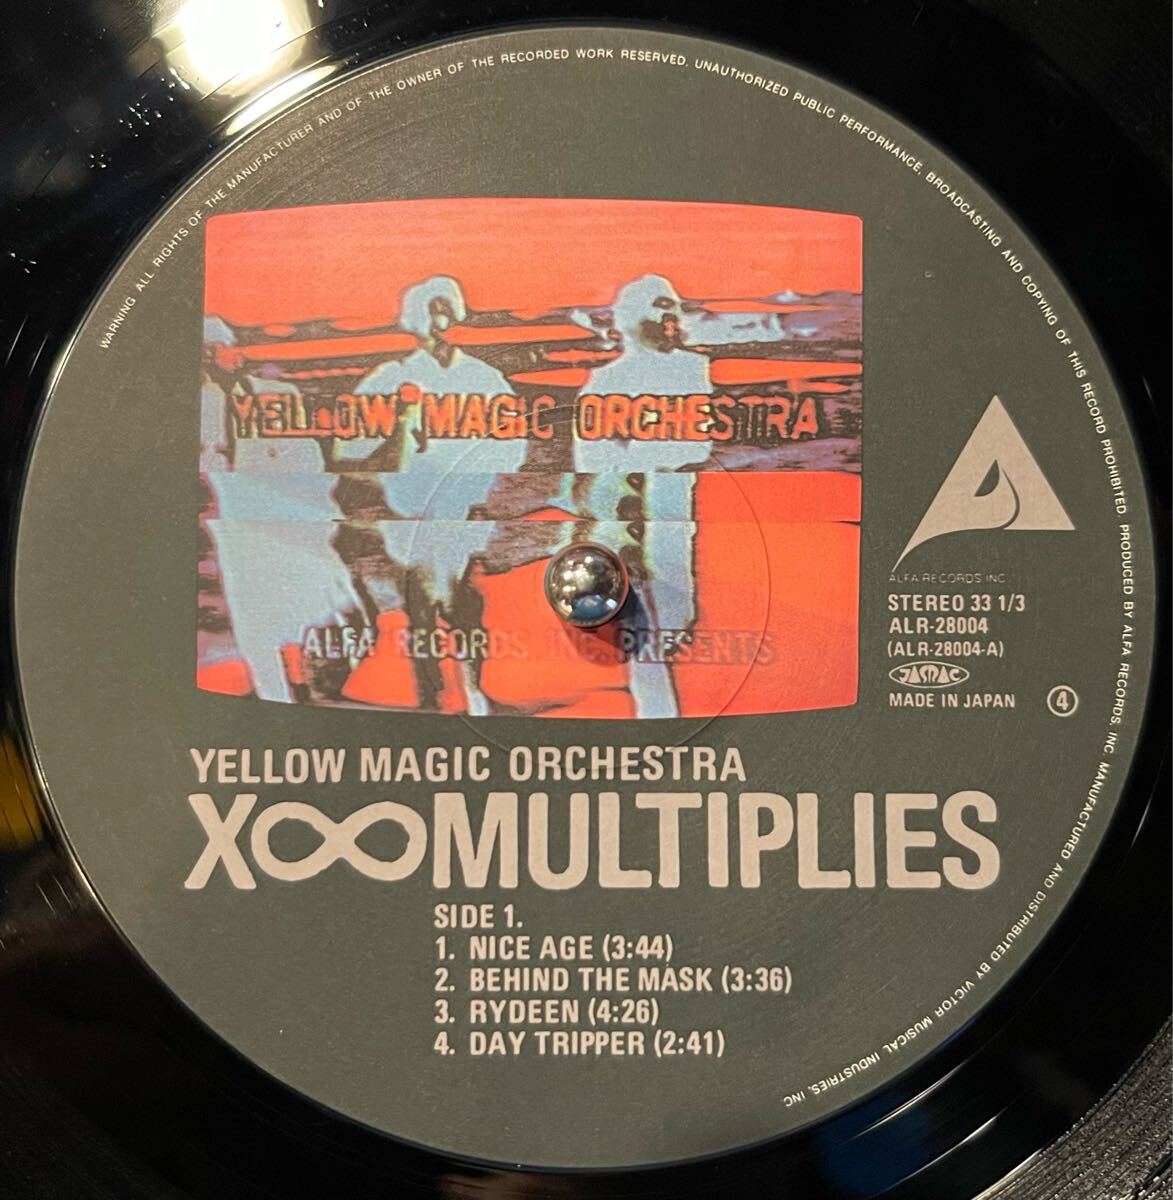 WARNING ALL RIGHTS OF THE MANUFACTURER AND OF THE OWNER OF THE RECORDED WORK RESERVED. UNAUTHORIZED PUBLIC PERFORMANCE, BROADCASTING AND COPYING OF THIS RECORD PROHIBITED. PRODUCED BY ALFA RECORDS, INC. MANUFACTURED AND DISTRIBUTED BY VICTOR MUSICAL INDUSTRIES, INC
YELLOW MAGIC ORCHESTRA
ALFA RECORDS INC. PRESENTS
ALFA RECORDS INC.
STEREO 33 1/3
ALR-28004
(ALR-28004-A)
JASRAC
MADE IN JAPAN ④
YELLOW MAGIC ORCHESTRA
X∞MULTIPLIES
SIDE 1.
1. NICE AGE (3:44)
2. BEHIND THE MASK (3:36)
3. RYDEEN (4:26)
4. DAY TRIPPER (2:41)